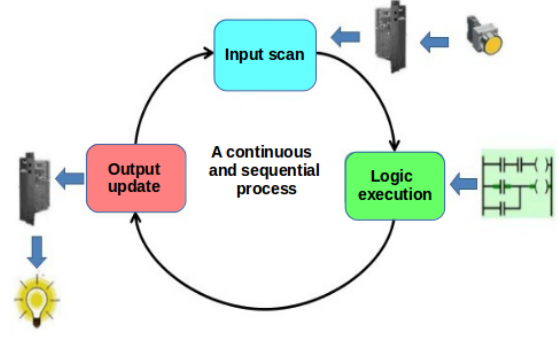 Input scan
A continuous
and sequential
process
Logic
execution
Output
update